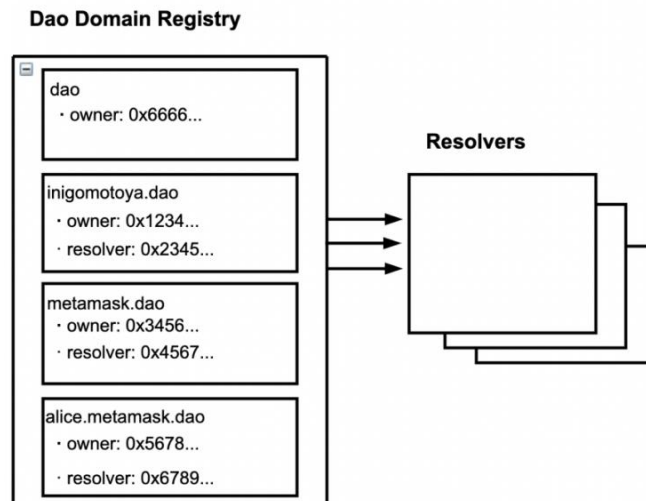 Dao Domain Registry
dao
· owner: 0x6666...
inigomotoya.dao
· owner: 0x1234...
· resolver: 0x2345...
metamask.dao
· owner: 0x3456...
· resolver: 0x4567...
alice.metamask.dao
· owner: 0x5678...
· resolver: 0x6789...
Resolvers